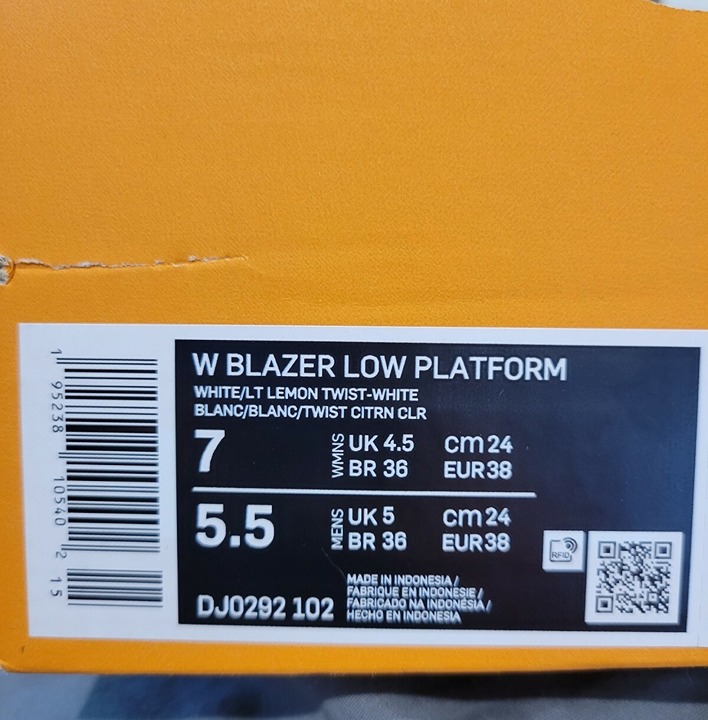 W BLAZER LOW PLATFORM
WHITE/LT LEMON TWIST-WHITE
BLANC/BLANC/TWIST CITRN CLR
7 WMNS UK 4.5 cm 24
BR 36 EUR 38
5.5 MENS UK 5 cm 24
BR 36 EUR 38
DJ0292 102
MADE IN INDONESIA /
FABRIQUE EN INDONESIE /
FABRICADO NA INDONÉSIA /
HECHO EN INDONESIA
RFID
1 95238 10540 2 15